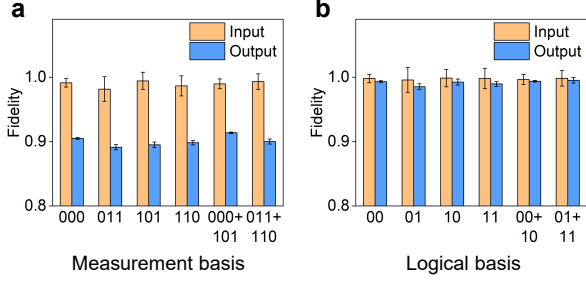 a
Input
Output
Fidelity
1.0
0.9
0.8
000 011 101 110 000+ 011+
101 110
Measurement basis
b
Input
Output
Fidelity
1.0
0.9
0.8
00 01 10 11 00+ 01+
10 11
Logical basis